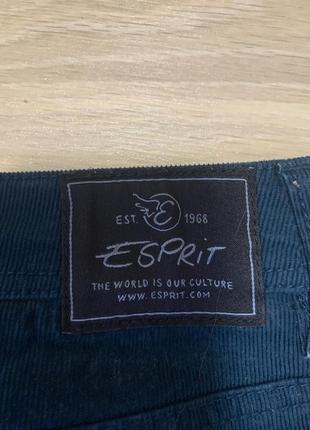 EST. E 1968
ESPRIT
THE WORLD IS OUR CULTURE
WWW.ESPRIT.COM